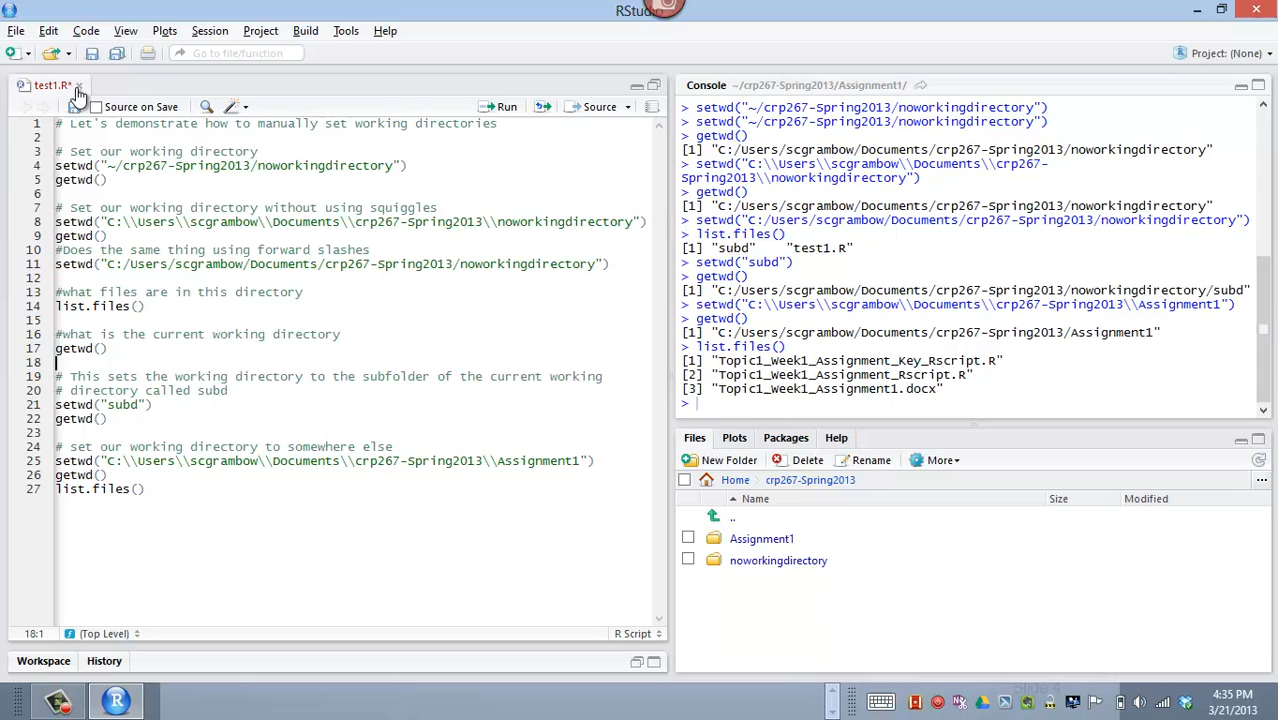 RStudio
File Edit Code View Plots Session Project Build Tools Help
Go to file/function
Project: (None)
test1.R*
Source on Save
Run
Source
1 # Let's demonstrate how to manually set working directories
2
3 # Set our working directory
4 setwd("~/crp267-Spring2013/noworkingdirectory")
5 getwd()
6
7 # Set our working directory without using squiggles
8 setwd("C:\\Users\\scgrambow\\Documents\\crp267-Spring2013\\noworkingdirectory")
9 getwd()
10 #Does the same thing using forward slashes
11 setwd("C:/Users/scgrambow/Documents/crp267-Spring2013/noworkingdirectory")
12
13 #what files are in this directory
14 list.files()
15
16 #what is the current working directory
17 getwd()
18
19 # This sets the working directory to the subfolder of the current working
20 # directory called subd
21 setwd("subd")
22 getwd()
23
24 # set our working directory to somewhere else
25 setwd("C:\\Users\\scgrambow\\Documents\\crp267-Spring2013\\Assignment1")
26 getwd()
27 list.files()
18:1
(Top Level)
R Script
Workspace History
Console ~/crp267-Spring2013/Assignment1/
> setwd("~/crp267-Spring2013/noworkingdirectory")
> setwd("~/crp267-Spring2013/noworkingdirectory")
> getwd()
[1] "C:/Users/scgrambow/Documents/crp267-Spring2013/noworkingdirectory"
> setwd("C:\\Users\\scgrambow\\Documents\\crp267-
Spring2013\\noworkingdirectory")
> getwd()
[1] "C:/Users/scgrambow/Documents/crp267-Spring2013/noworkingdirectory"
> setwd("C:/Users/scgrambow/Documents/crp267-Spring2013/noworkingdirectory")
> list.files()
[1] "subd" "test1.R"
> setwd("subd")
> getwd()
[1] "C:/Users/scgrambow/Documents/crp267-Spring2013/noworkingdirectory/subd"
> setwd("C:\\Users\\scgrambow\\Documents\\crp267-Spring2013\\Assignment1")
> getwd()
[1] "C:/Users/scgrambow/Documents/crp267-Spring2013/Assignment1"
> list.files()
[1] "Topic1_Week1_Assignment_Key_Rscript.R"
[2] "Topic1_Week1_Assignment_Rscript.R"
[3] "Topic1_Week1_Assignment1.docx"
>
Files Plots Packages Help
New Folder Delete Rename More
Home crp267-Spring2013
Name Size Modified
..
Assignment1
noworkingdirectory
Slide 4
4:35 PM
3/21/2013